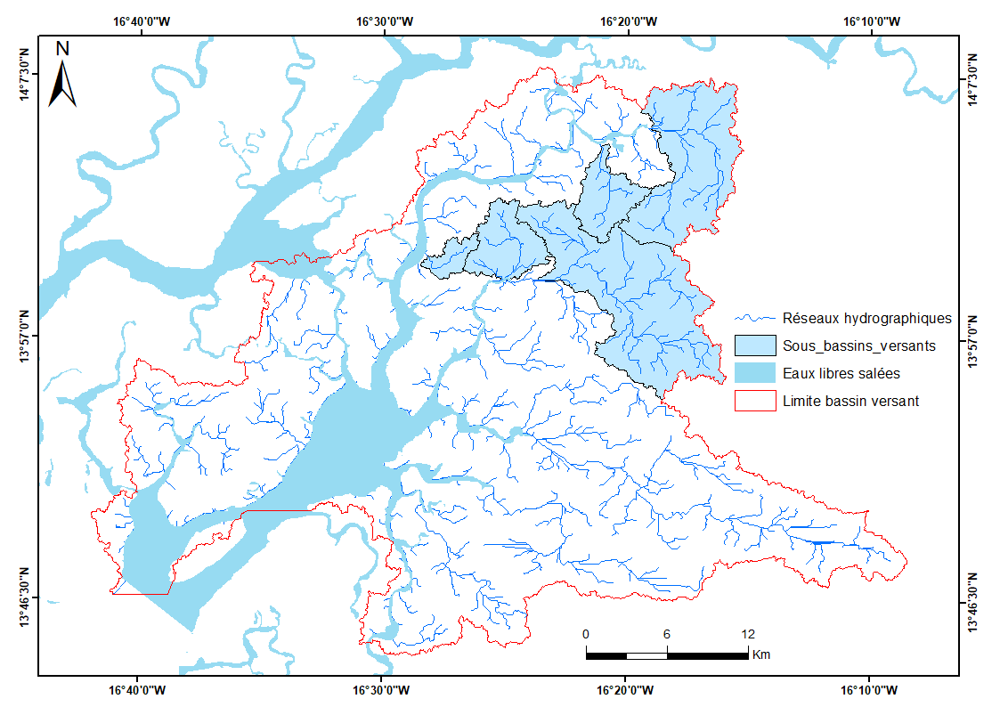 16°40'0"W 16°30'0"W 16°20'0"W 16°10'0"W
N
14°7'30"N 14°7'30"N
13°57'0"N 13°57'0"N
Réseaux hydrographiques
Sous_bassins_versants
Eaux libres salées
Limite bassin versant
13°46'30"N 13°46'30"N
0 6 12
Km
16°40'0"W 16°30'0"W 16°20'0"W 16°10'0"W